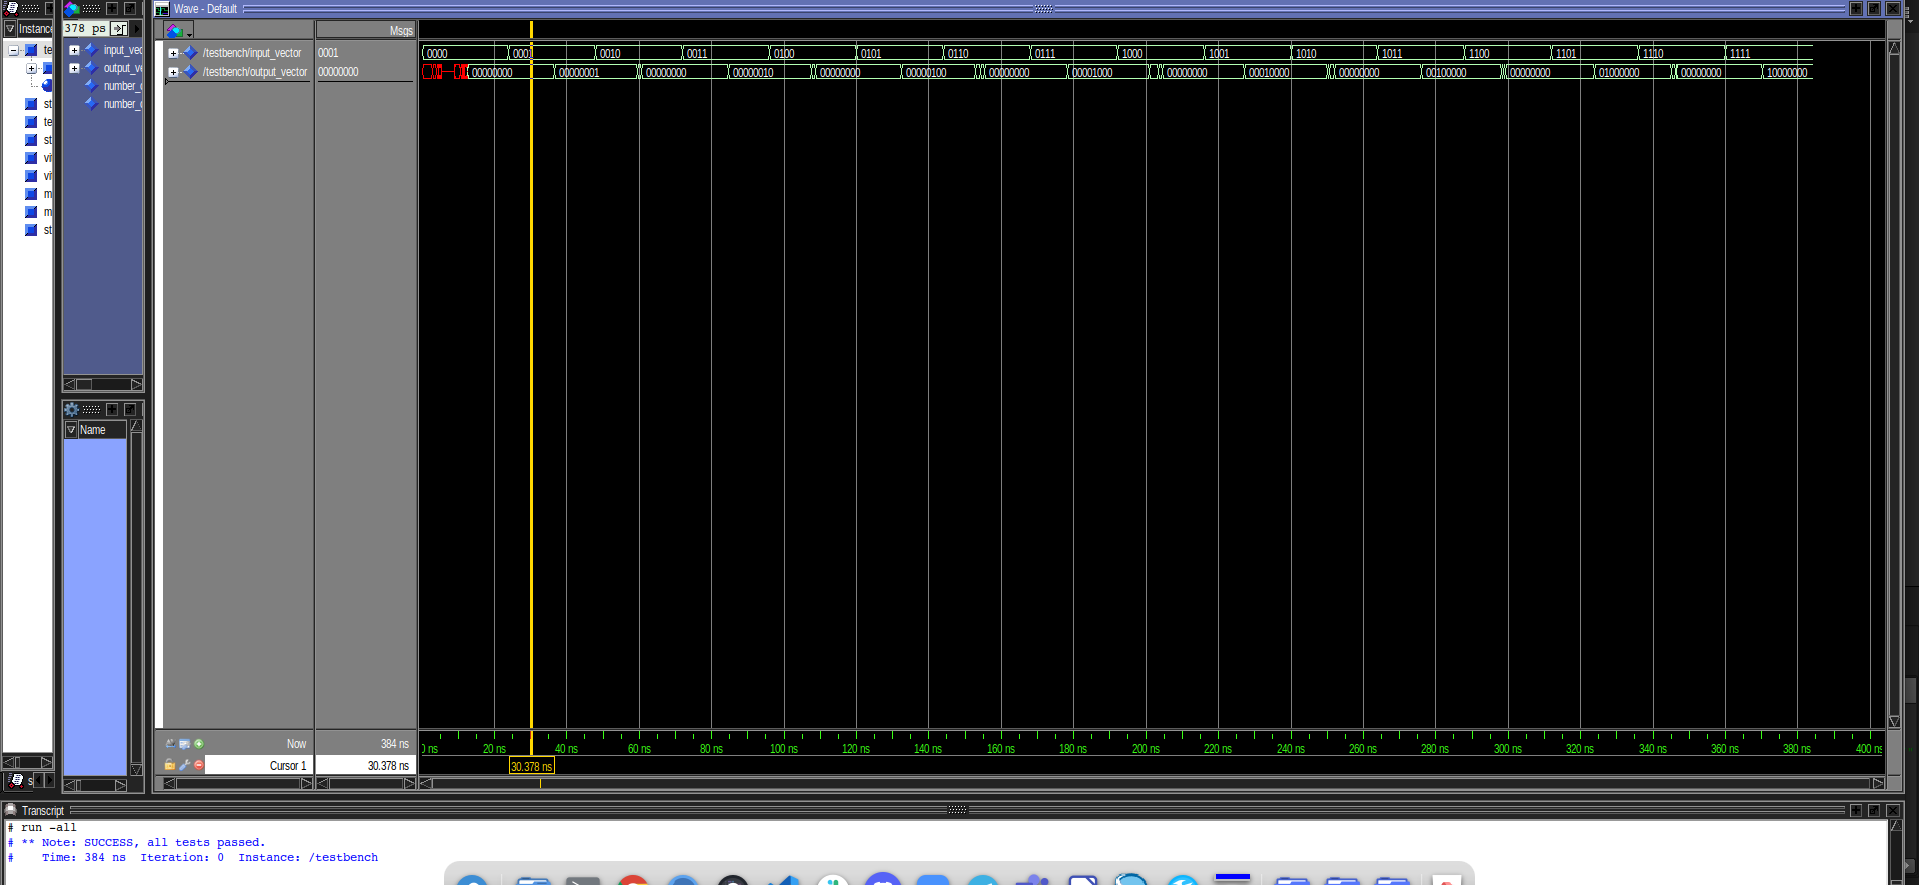 Wave - Default
Instance
378 ps
Msgs
te
input_vec
/testbench/input_vector
0001
0000
0001
0010
0011
0100
0101
0110
0111
1000
1001
1010
1011
1100
1101
1110
1111
output_ve
/testbench/output_vector
00000000
00000000
00000001
00000000
00000010
00000000
00000100
00000000
00001000
00000000
00010000
00000000
00100000
00000000
01000000
00000000
10000000
number_o
number_o
st
te
st
vi
vi
m
m
st
Name
Now
384 ns
20 ns
40 ns
60 ns
80 ns
100 ns
120 ns
140 ns
160 ns
180 ns
200 ns
220 ns
240 ns
260 ns
280 ns
300 ns
320 ns
340 ns
360 ns
380 ns
400 ns
Cursor 1
30.378 ns
30.378 ns
s
Transcript
# run -all
# ** Note: SUCCESS, all tests passed.
#    Time: 384 ns  Iteration: 0  Instance: /testbench